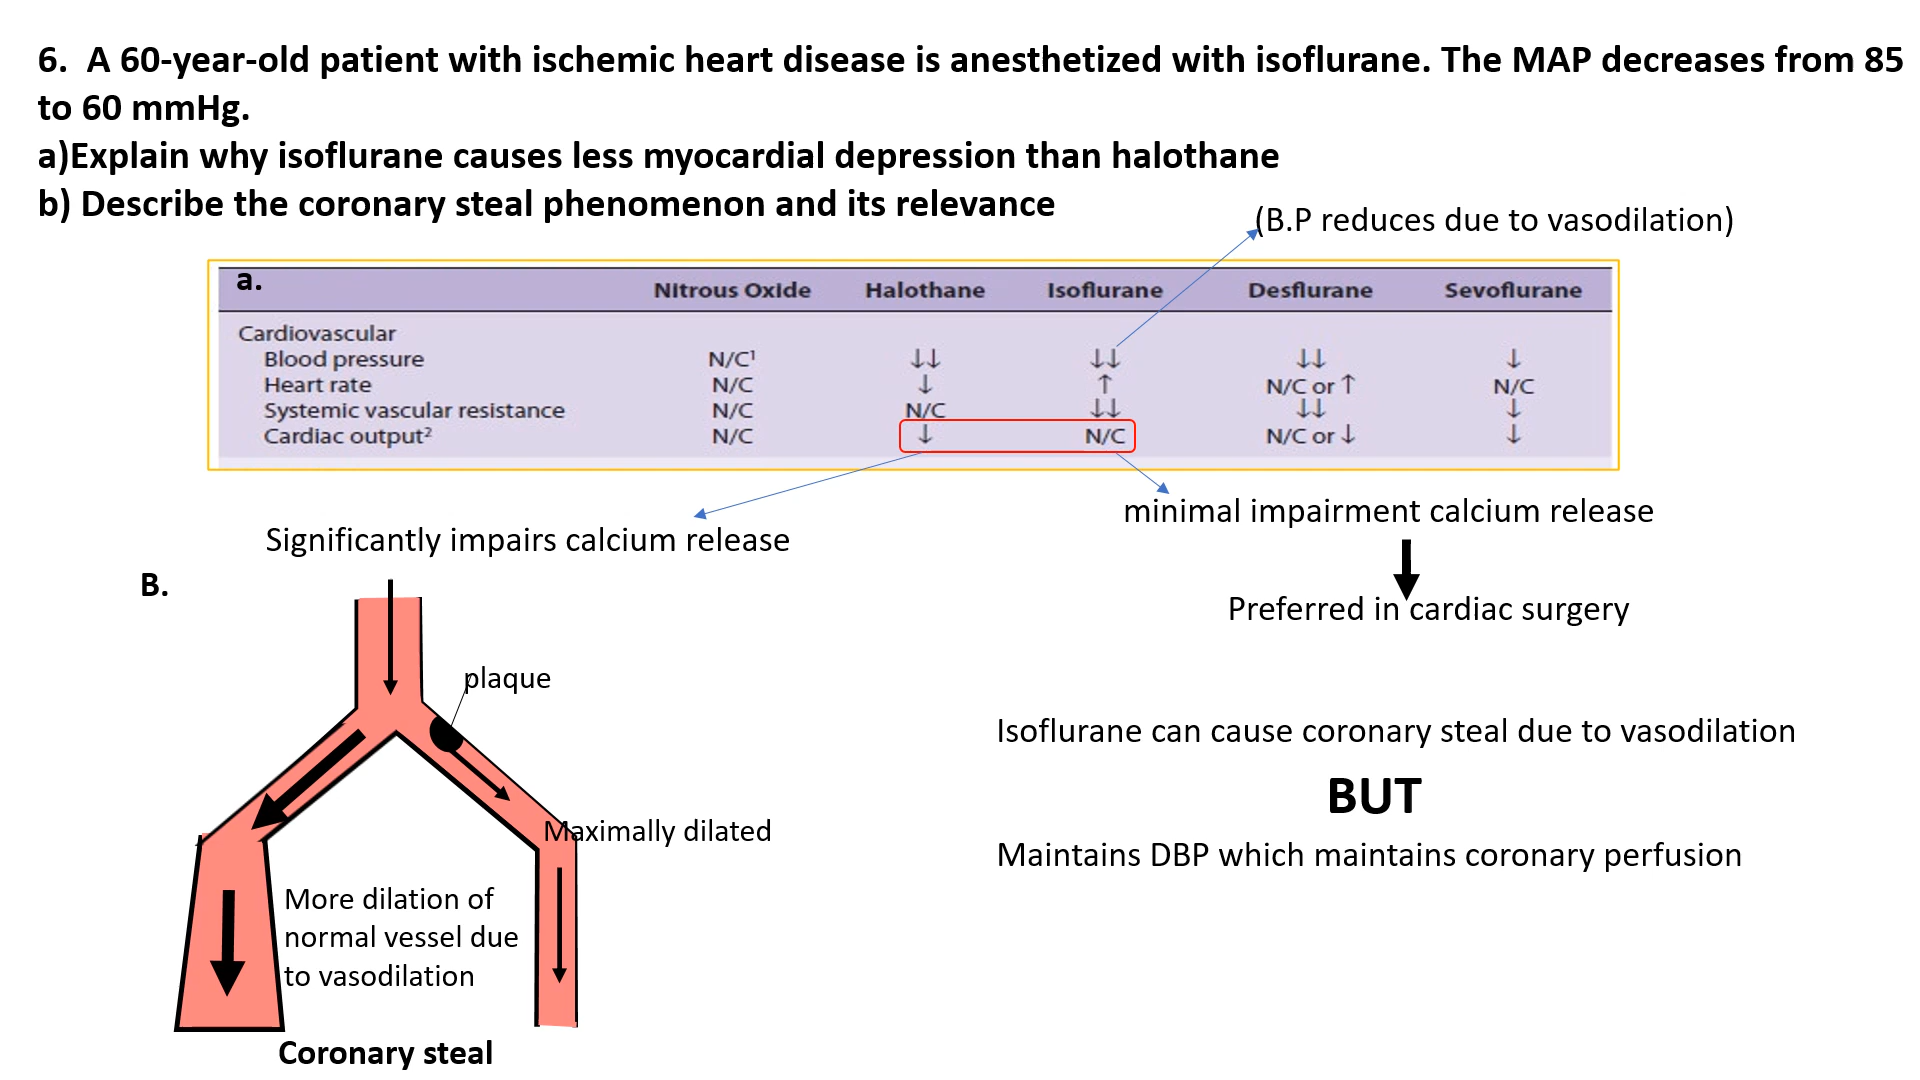 6.  A 60-year-old patient with ischemic heart disease is anesthetized with isoflurane. The MAP decreases from 85
to 60 mmHg.
a)Explain why isoflurane causes less myocardial depression than halothane
b) Describe the coronary steal phenomenon and its relevance
(B.P reduces due to vasodilation)
a.
Nitrous Oxide Halothane Isoflurane Desflurane Sevoflurane
Cardiovascular
Blood pressure N/C¹ ↓↓ ↓↓ ↓↓ ↓
Heart rate N/C ↓ ↑ N/C or ↑ N/C
Systemic vascular resistance N/C N/C ↓↓ ↓↓ ↓
Cardiac output² N/C ↓ N/C N/C or ↓ ↓
minimal impairment calcium release
Significantly impairs calcium release
B.
Preferred in cardiac surgery
plaque
Isoflurane can cause coronary steal due to vasodilation
BUT
Maximally dilated
Maintains DBP which maintains coronary perfusion
More dilation of
normal vessel due
to vasodilation
Coronary steal